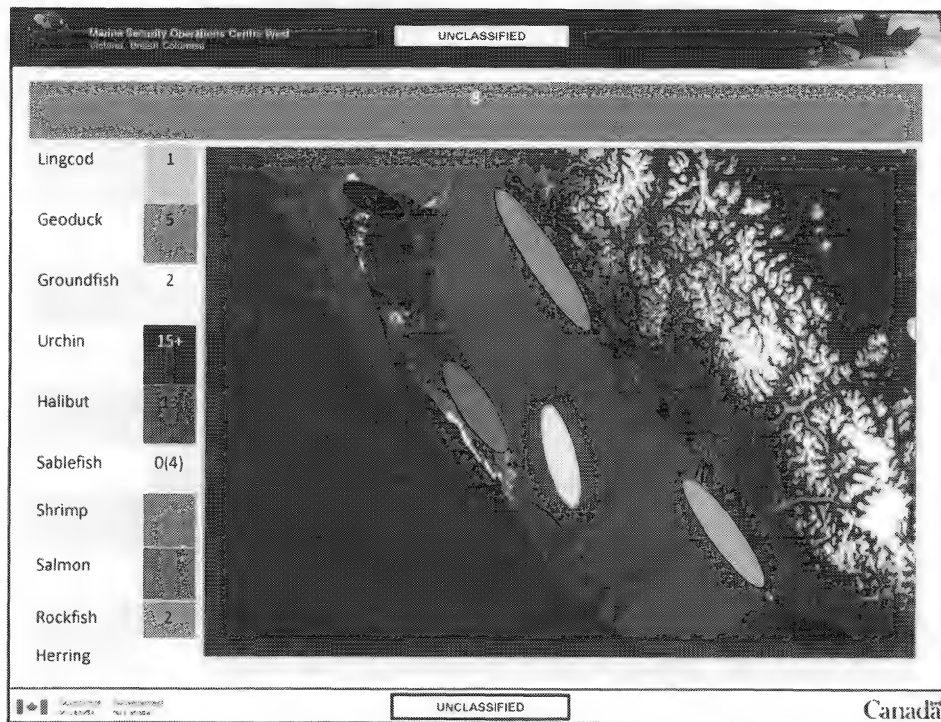 Marine Security Operations Centre West
Victoria, British Columbia
UNCLASSIFIED
Lingcod 1
Geoduck 5
Groundfish 2
Urchin 15+
Halibut
Sablefish 0(4)
Shrimp
Salmon
Rockfish 2
Herring
UNCLASSIFIED
Canada